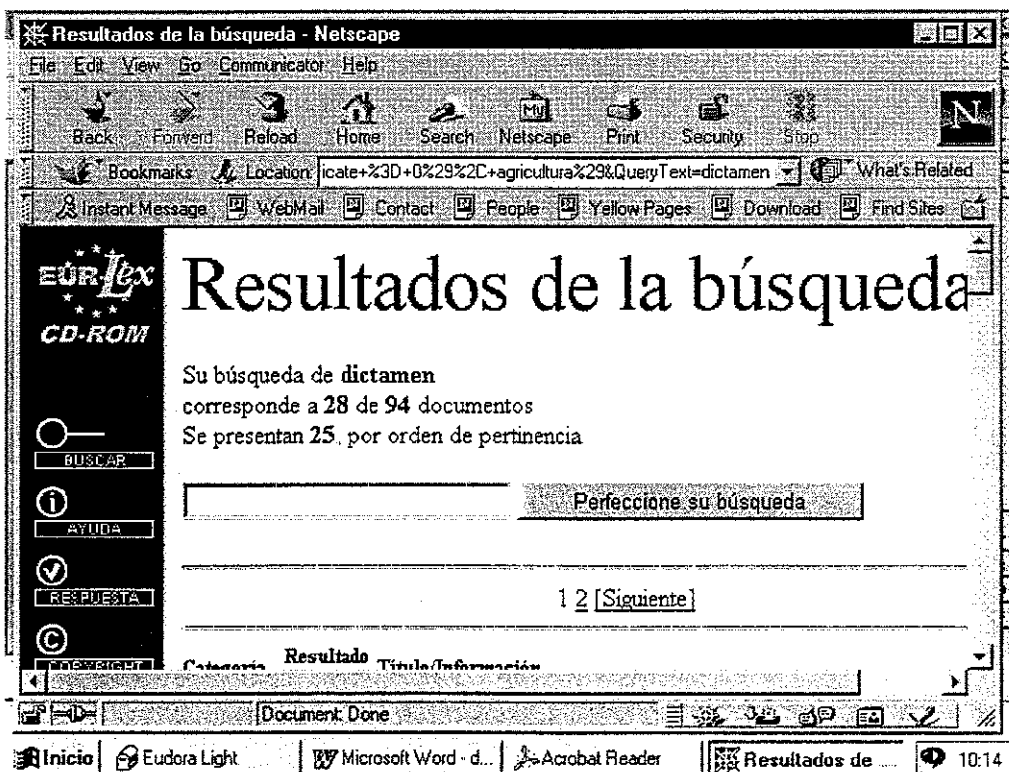 Resultados de la búsqueda - Netscape
File Edit View Go Communicator Help
Back Forward Reload Home Search Netscape Print Security Stop
Bookmarks Location: icate+%3D+0%29%2C+agricultura%29&QueryText=dictamen What's Related
Instant Message WebMail Contact People Yellow Pages Download Find Sites
EUR-Lex
CD-ROM
BUSCAR
AYUDA
RESPUESTA
COPYRIGHT
Resultados de la búsqueda
Su búsqueda de dictamen
corresponde a 28 de 94 documentos
Se presentan 25, por orden de pertinencia
Perfeccione su búsqueda
1 2 [Siguiente]
Categoría Resultado Título/Información
Document: Done
Inicio Eudora Light Microsoft Word - d... Acrobat Reader Resultados de ... 10:14